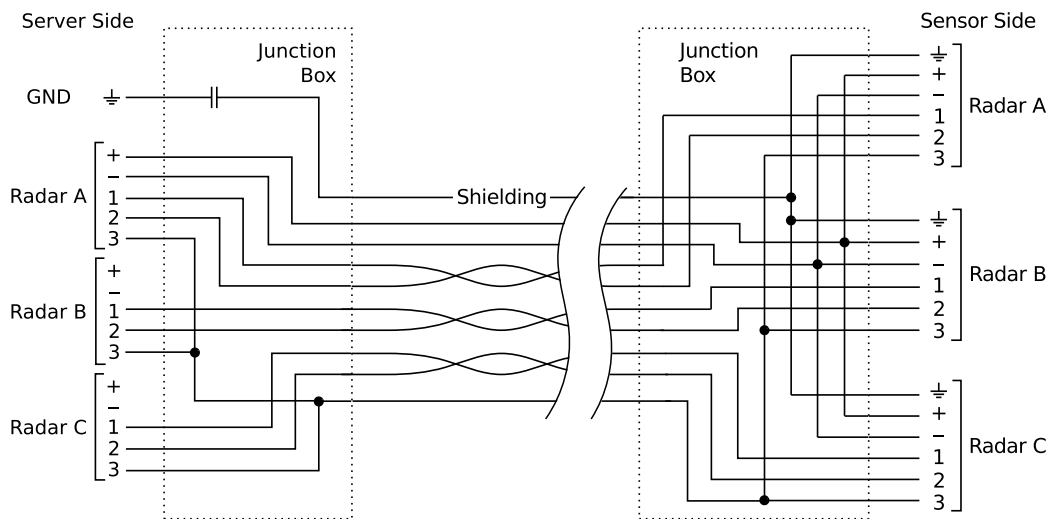 Server Side
Junction
Box
GND
Radar A
+
−
1
2
3
Radar B
+
−
1
2
3
Radar C
+
−
1
2
3
Shielding
Junction
Box
Sensor Side
+
−
1
2
3
Radar A
+
−
1
2
3
Radar B
+
−
1
2
3
Radar C